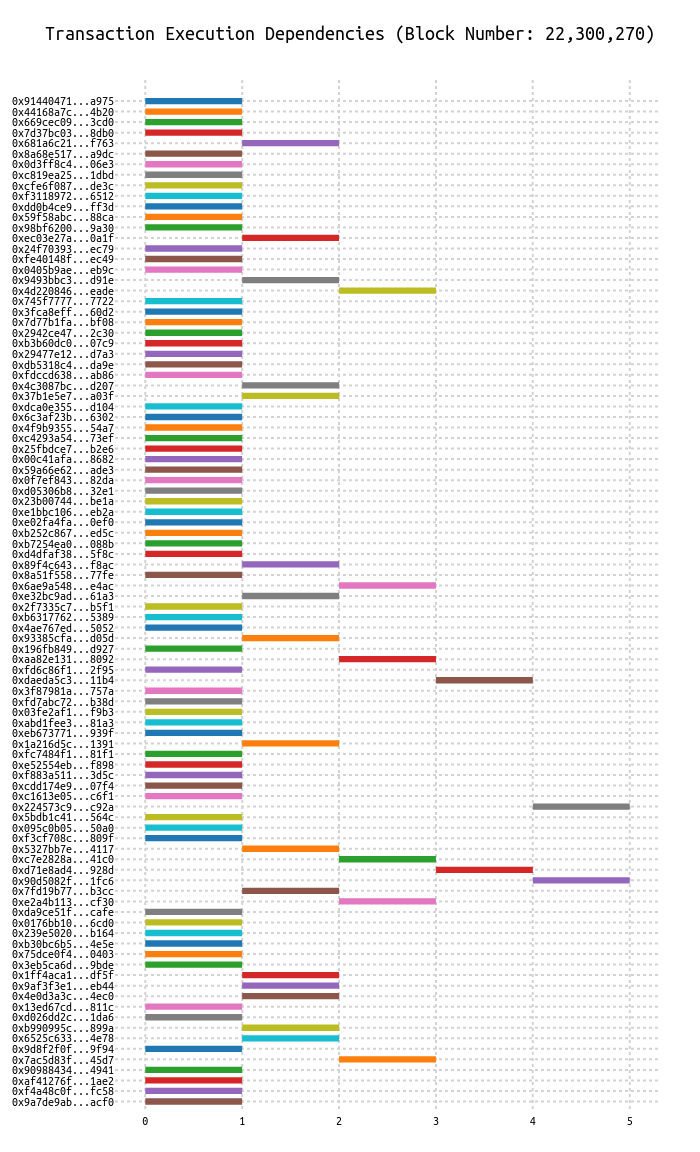 Transaction Execution Dependencies (Block Number: 22,300,270)
0x91440471...a975
0x44168a7c...4b20
0x669cec09...3cd0
0x7d37bc03...8db0
0x681a6c21...f763
0x8a68e517...a9dc
0x0d3ff8c4...06e3
0xc819ea25...1dbd
0xcfe6f087...de3c
0xf3118972...6512
0xdd0b4ce9...ff3d
0x59f58abc...88ca
0x98bf6200...9a30
0xec03e27a...0a1f
0x24f70393...ec79
0xfe40148f...ec49
0x0405b9ae...eb9c
0x9493bbc3...d91e
0x4d220846...eade
0x745f7777...7722
0x3fca8eff...60d2
0x7d77b1fa...bf08
0x2942ce47...2c30
0xb3b60dc0...07c9
0x29477e12...d7a3
0xdb5318c4...da9e
0xfdccd638...ab86
0x4c3087bc...d207
0x37b1e5e7...a03f
0xdca0e355...d104
0x6c3af23b...6302
0x4f9b9355...54a7
0xc4293a54...73ef
0x25fbdce7...b2e6
0x00c41afa...8682
0x59a66e62...ade3
0x0f7ef843...82da
0xd05306b8...32e1
0x23b00744...be1a
0xe1bbc106...eb2a
0xe02fa4fa...0ef0
0xb252c867...ed5c
0xb7254ea0...088b
0xd4dfaf38...5f8c
0x89f4c643...f8ac
0x8a51f558...77fe
0x6ae9a548...e4ac
0xe32bc9ad...61a3
0x2f7335c7...b5f1
0xb6317762...5389
0x4ae767ed...5052
0x93385cfa...d05d
0x196fb849...d927
0xaa82e131...8092
0xfd6c86f1...2f95
0xdaeda5c3...11b4
0x3f87981a...757a
0xfd7abc72...b38d
0x03fe2af1...f9b3
0xabd1fee3...81a3
0xeb673771...939f
0x1a216d5c...1391
0xfc7484f1...81f1
0xe52554eb...f898
0xf883a511...3d5c
0xcdd174e9...07f4
0xc1613e05...c6f1
0x224573c9...c92a
0x5bdb1c41...564c
0x095c0b05...50a0
0xf3cf708c...809f
0x5327bb7e...4117
0xc7e2828a...41c0
0xd71e8ad4...928d
0x90d5082f...1fc6
0x7fd19b77...b3cc
0xe2a4b113...cf30
0xda9ce51f...cafe
0x0176bb10...6cd0
0x239e5020...b164
0xb30bc6b5...4e5e
0x75dce0f4...0403
0x3eb5ca6d...9bde
0x1ff4aca1...df5f
0x9af3f3e1...eb44
0x4e0d3a3c...4ec0
0x13ed67cd...811c
0xd026dd2c...1da6
0xb990995c...899a
0x6525c633...4e78
0x9d8f2f0f...9f94
0x7ac5d83f...45d7
0x90988434...4941
0xaf41276f...1ae2
0xf4a48c0f...fc58
0x9a7de9ab...acf0
0 1 2 3 4 5